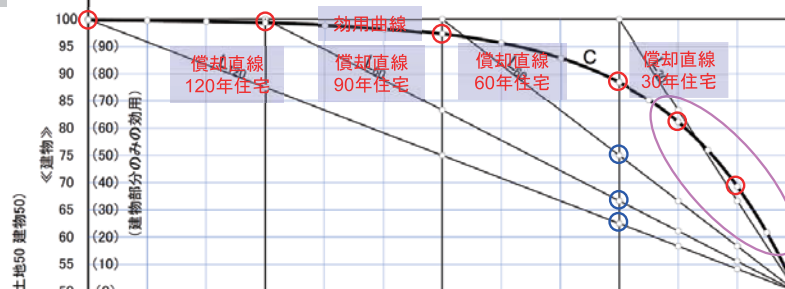 100
95 (90)
90 (80)
85 (70)
80 (60)
75 (50)
70 (40)
65 (30)
60 (20)
55 (10)
≪建物≫
(建物部分のみの効用)
土地50 建物50)
効用曲線
償却直線
120年住宅
償却直線
90年住宅
償却直線
60年住宅
償却直線
30年住宅
C